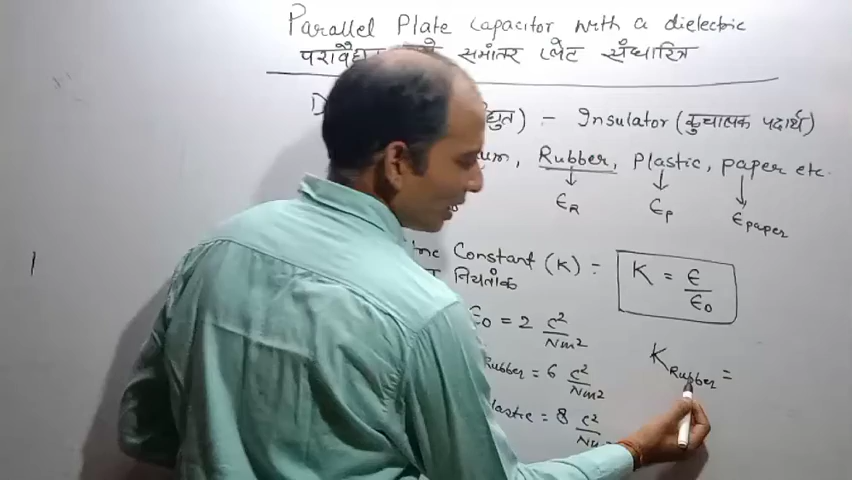 Parallel Plate Capacitor with a dielectric
समांतर प्लेट संधारित्र
द्युत) - Insulator (कुचालक पदार्थ)
Rubber, Plastic, paper etc.
↓ ↓ ↓
ϵR ϵP ϵpaper
Constant (K) = K = ϵ/ϵ0
नियतांक
ϵ0 = 2 C²/Nm²
Rubber = 6 C²/Nm² KRubber =
lastic = 8 C²/N